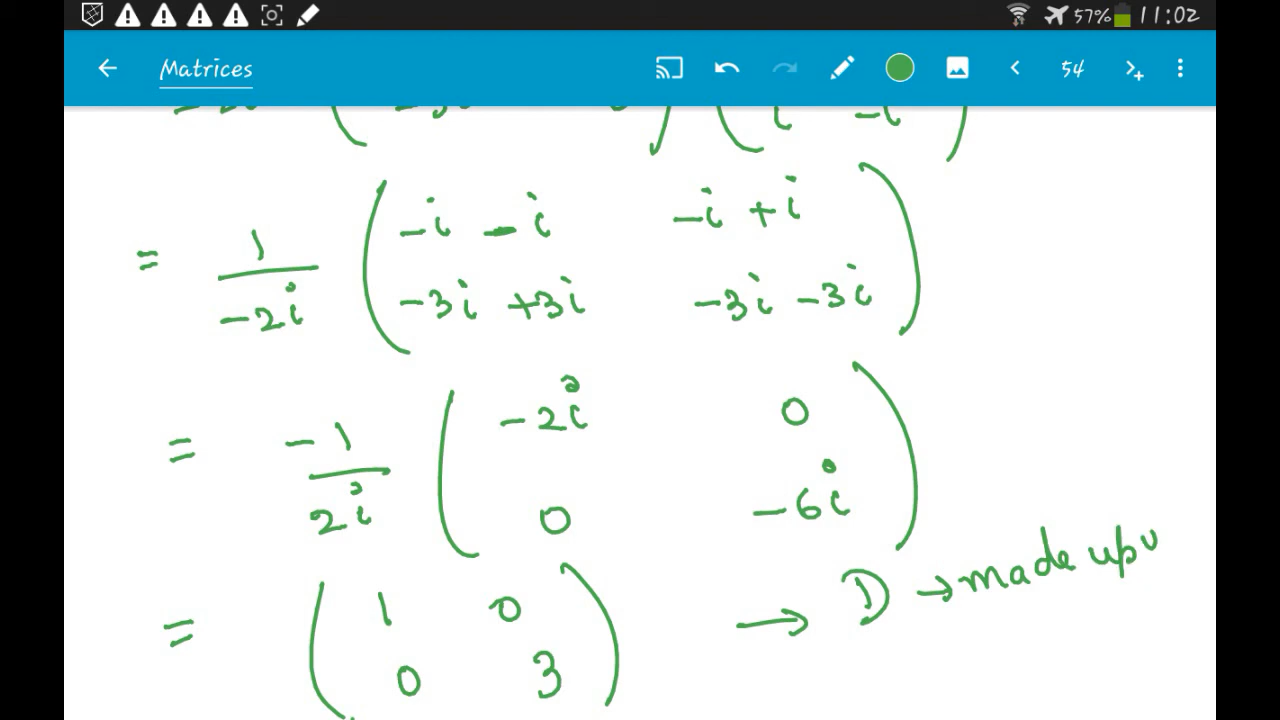 57% 11:02
Matrices 54
= 1/-2i ( -i -i   -i +i
-3i +3i   -3i -3i )
= -1/2i ( -2i   0
0   -6i )
= ( 1 0
0 3 ) → D → made up